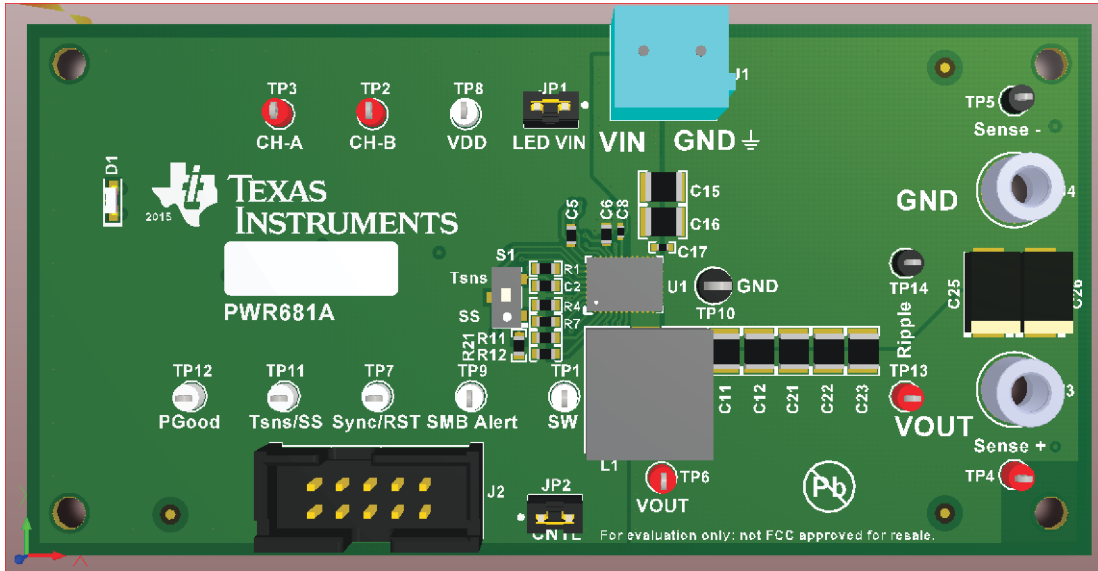 TP3
TP2
TP8
JP1
J1
CH-A
CH-B
VDD
LED VIN
VIN
GND
TP5
Sense -
D1
2015
TEXAS
INSTRUMENTS
C5
C6
C8
C15
C16
C17
GND
4
S1
Tsns
SS
R1
C2
R4
R7
R11
R12
R21
U1
GND
TP10
TP14
Ripple
C25
C26
PWR681A
TP12
TP11
TP7
TP9
TP1
PGood
Tsns/SS
Sync/RST
SMB Alert
SW
C11
C12
C21
C22
C23
TP13
VOUT
3
Sense +
TP4
L1
TP6
VOUT
J2
JP2
CNTL
Pb
For evaluation only; not FCC approved for resale.
X